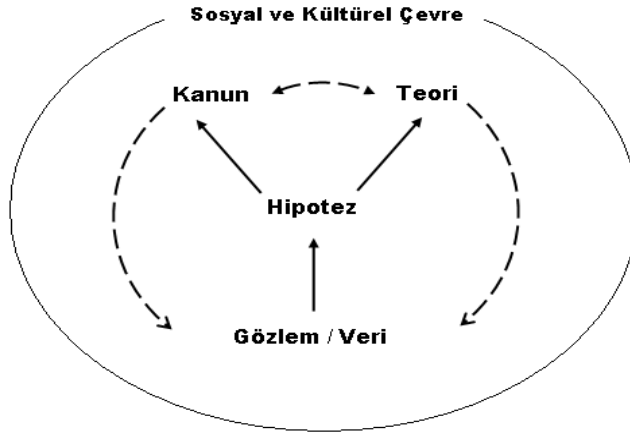 Sosyal ve Kültürel Çevre
Kanun
Teori
Hipotez
Gözlem / Veri